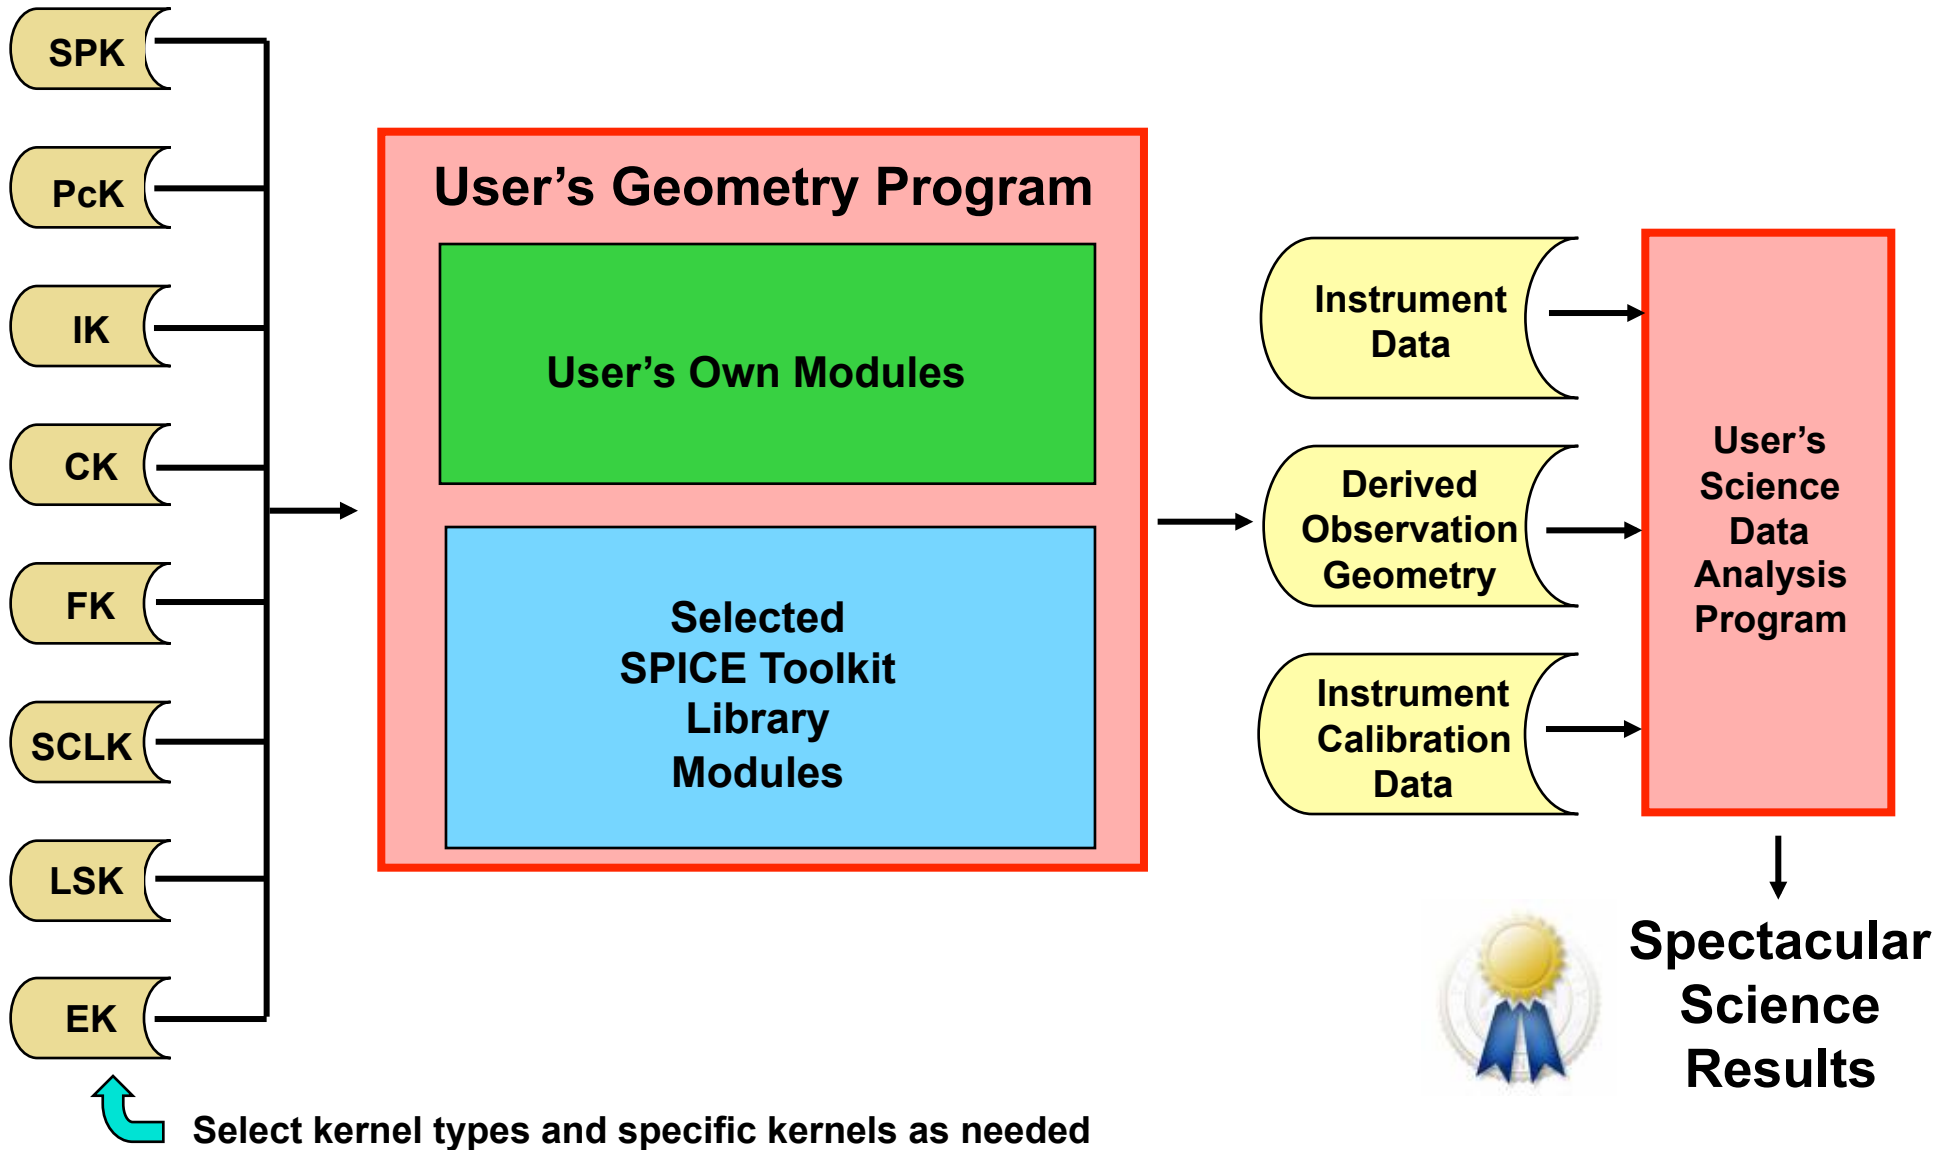 SPK
PcK
IK
CK
FK
SCLK
LSK
EK
Select kernel types and specific kernels as needed
User’s Geometry Program
User’s Own Modules
Selected
SPICE Toolkit
Library
Modules
Instrument
Data
Derived
Observation
Geometry
Instrument
Calibration
Data
User’s
Science
Data
Analysis
Program
Spectacular
Science
Results